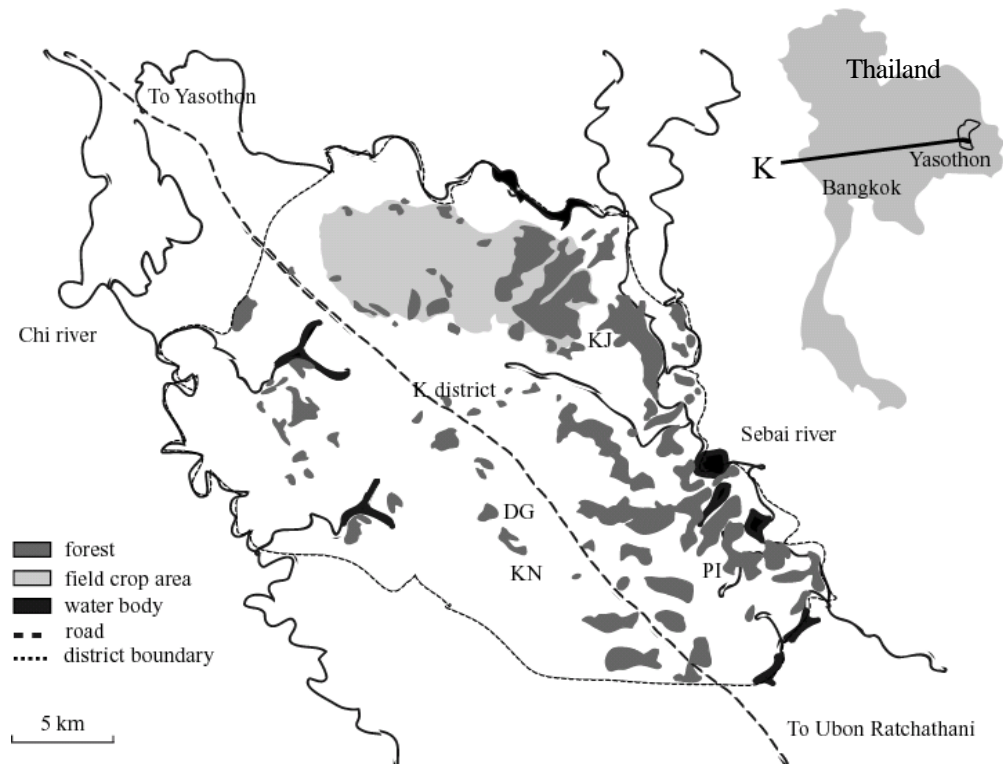 Thailand
To Yasothon
Yasothon
K
Bangkok
Chi river
KJ
K district
Sebai river
DG
KN
PI
forest
field crop area
water body
road
district boundary
5 km
To Ubon Ratchathani